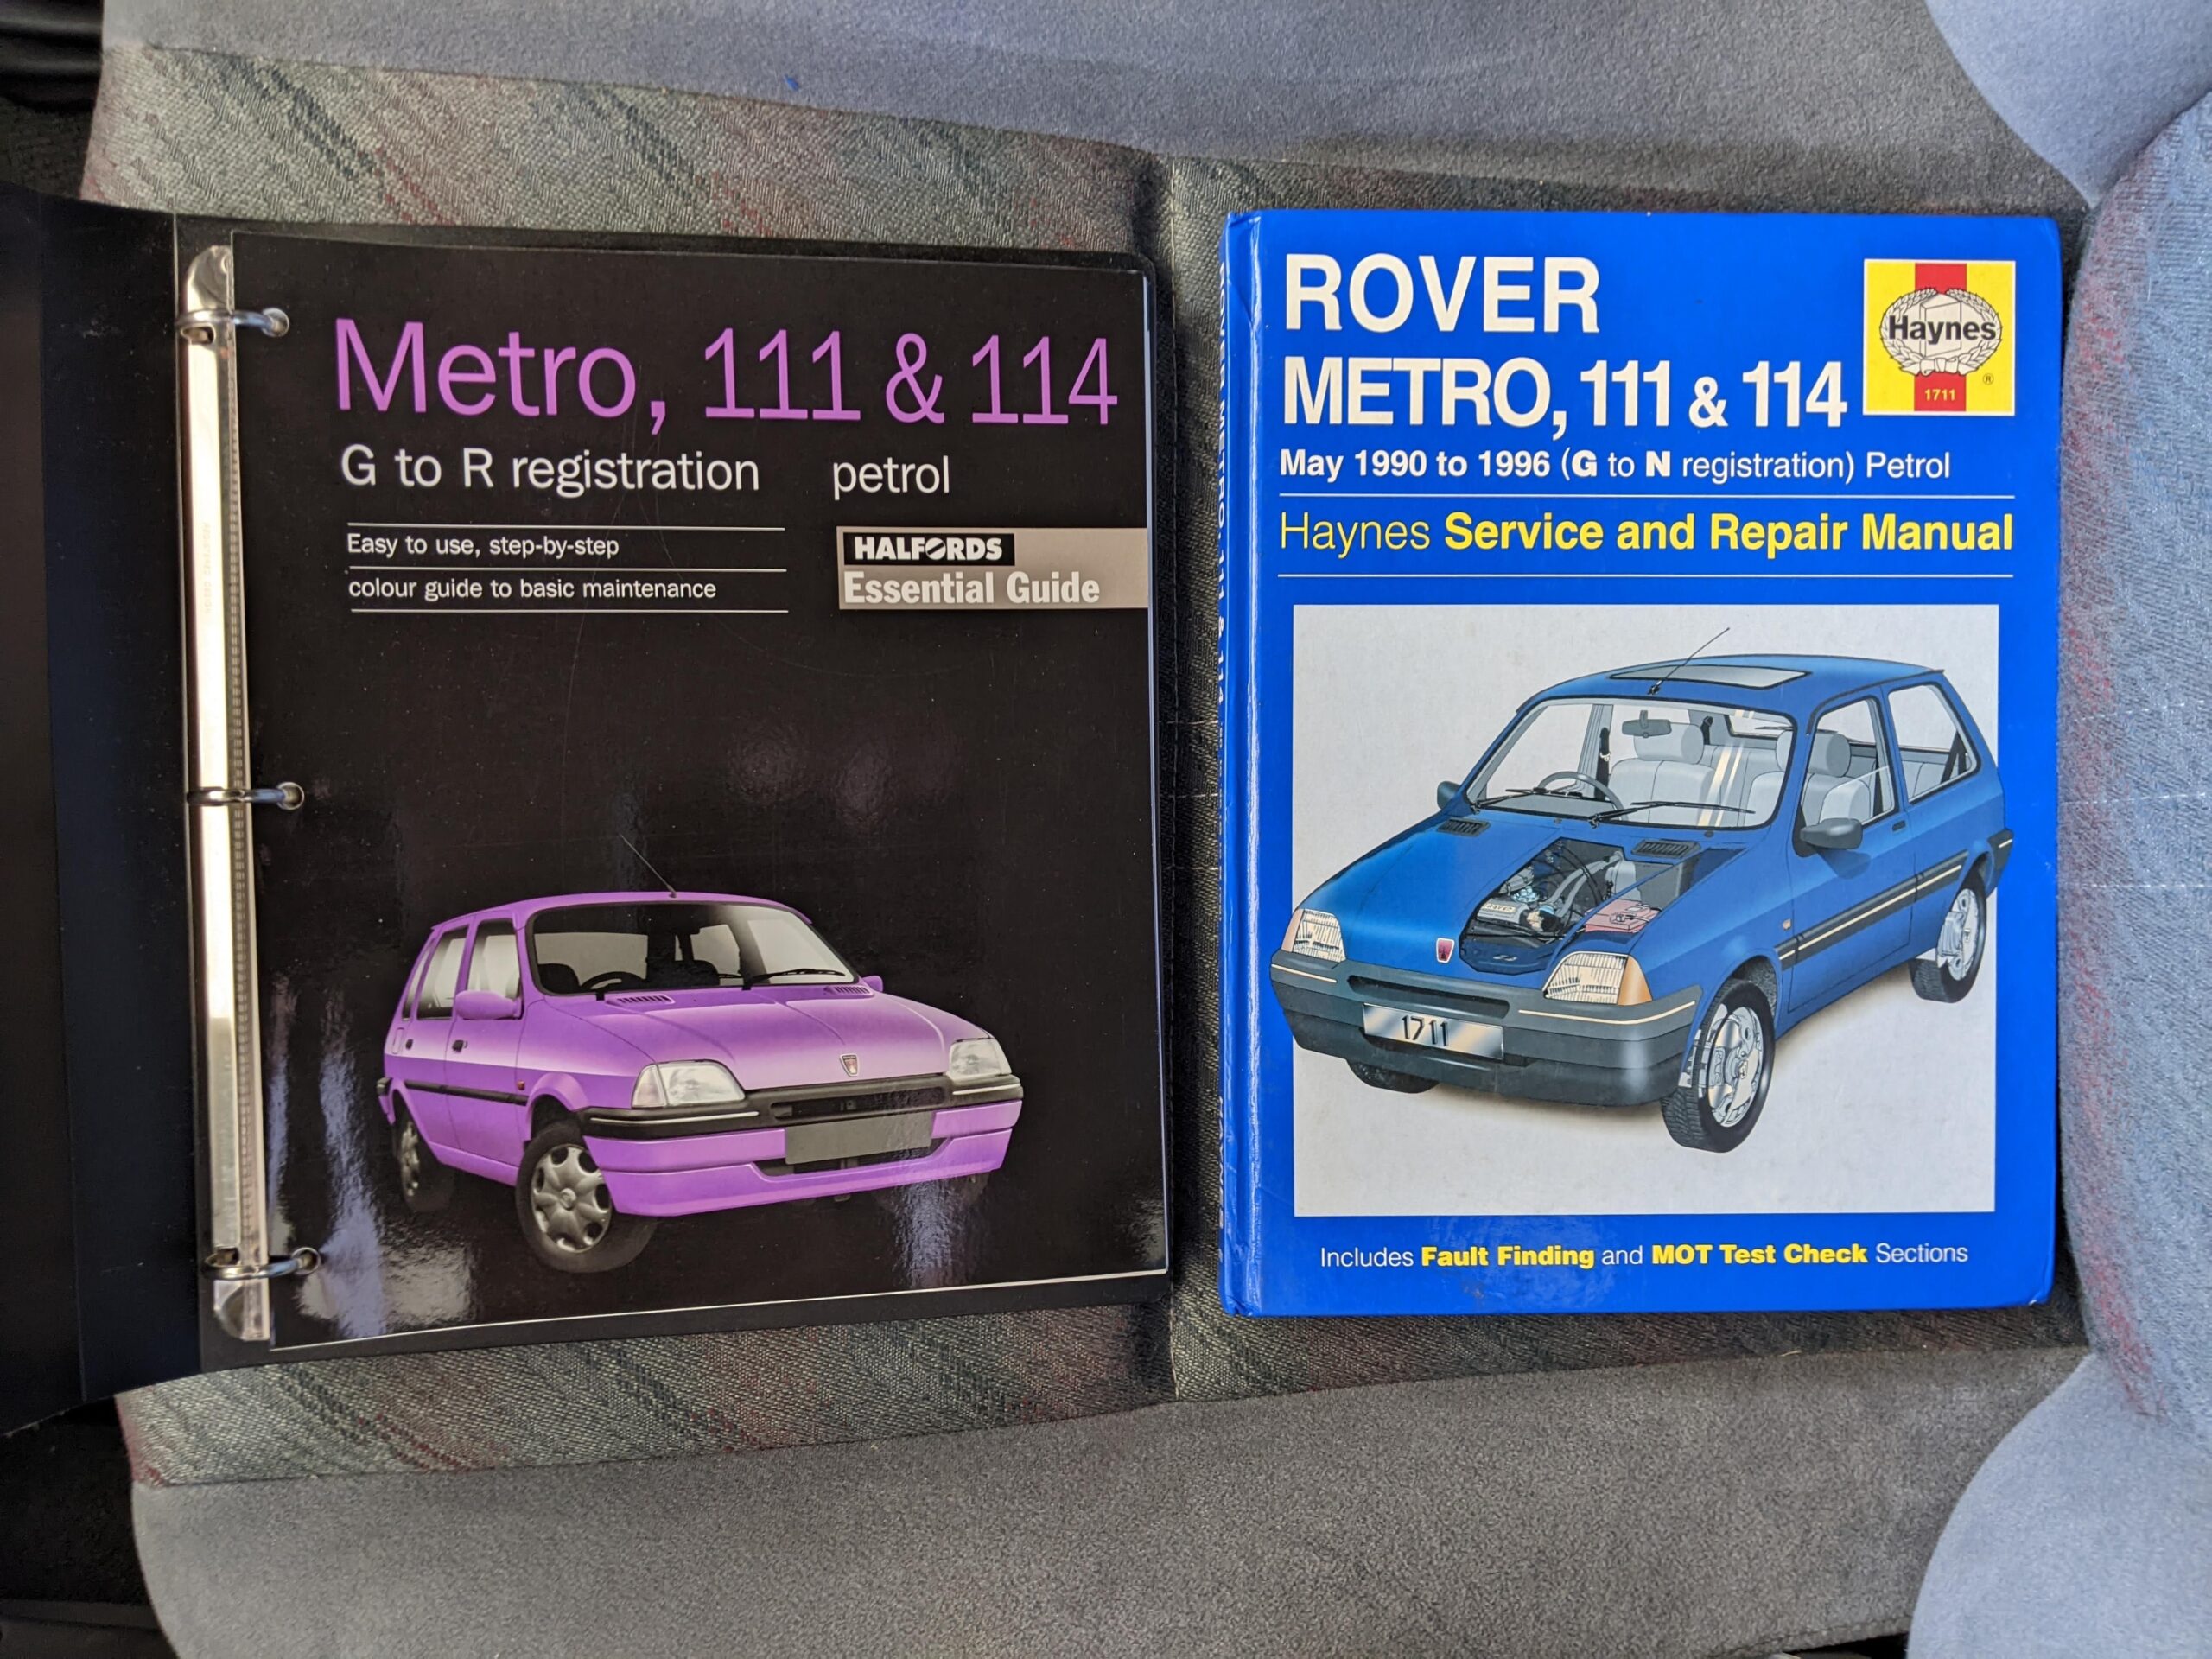 Metro, 111 & 114
G to R registration petrol
Easy to use, step-by-step
colour guide to basic maintenance
HALFORDS
Essential Guide
ROVER
METRO, 111 & 114
Haynes
®
1711
May 1990 to 1996 (G to N registration) Petrol
Haynes Service and Repair Manual
1711
Includes Fault Finding and MOT Test Check Sections